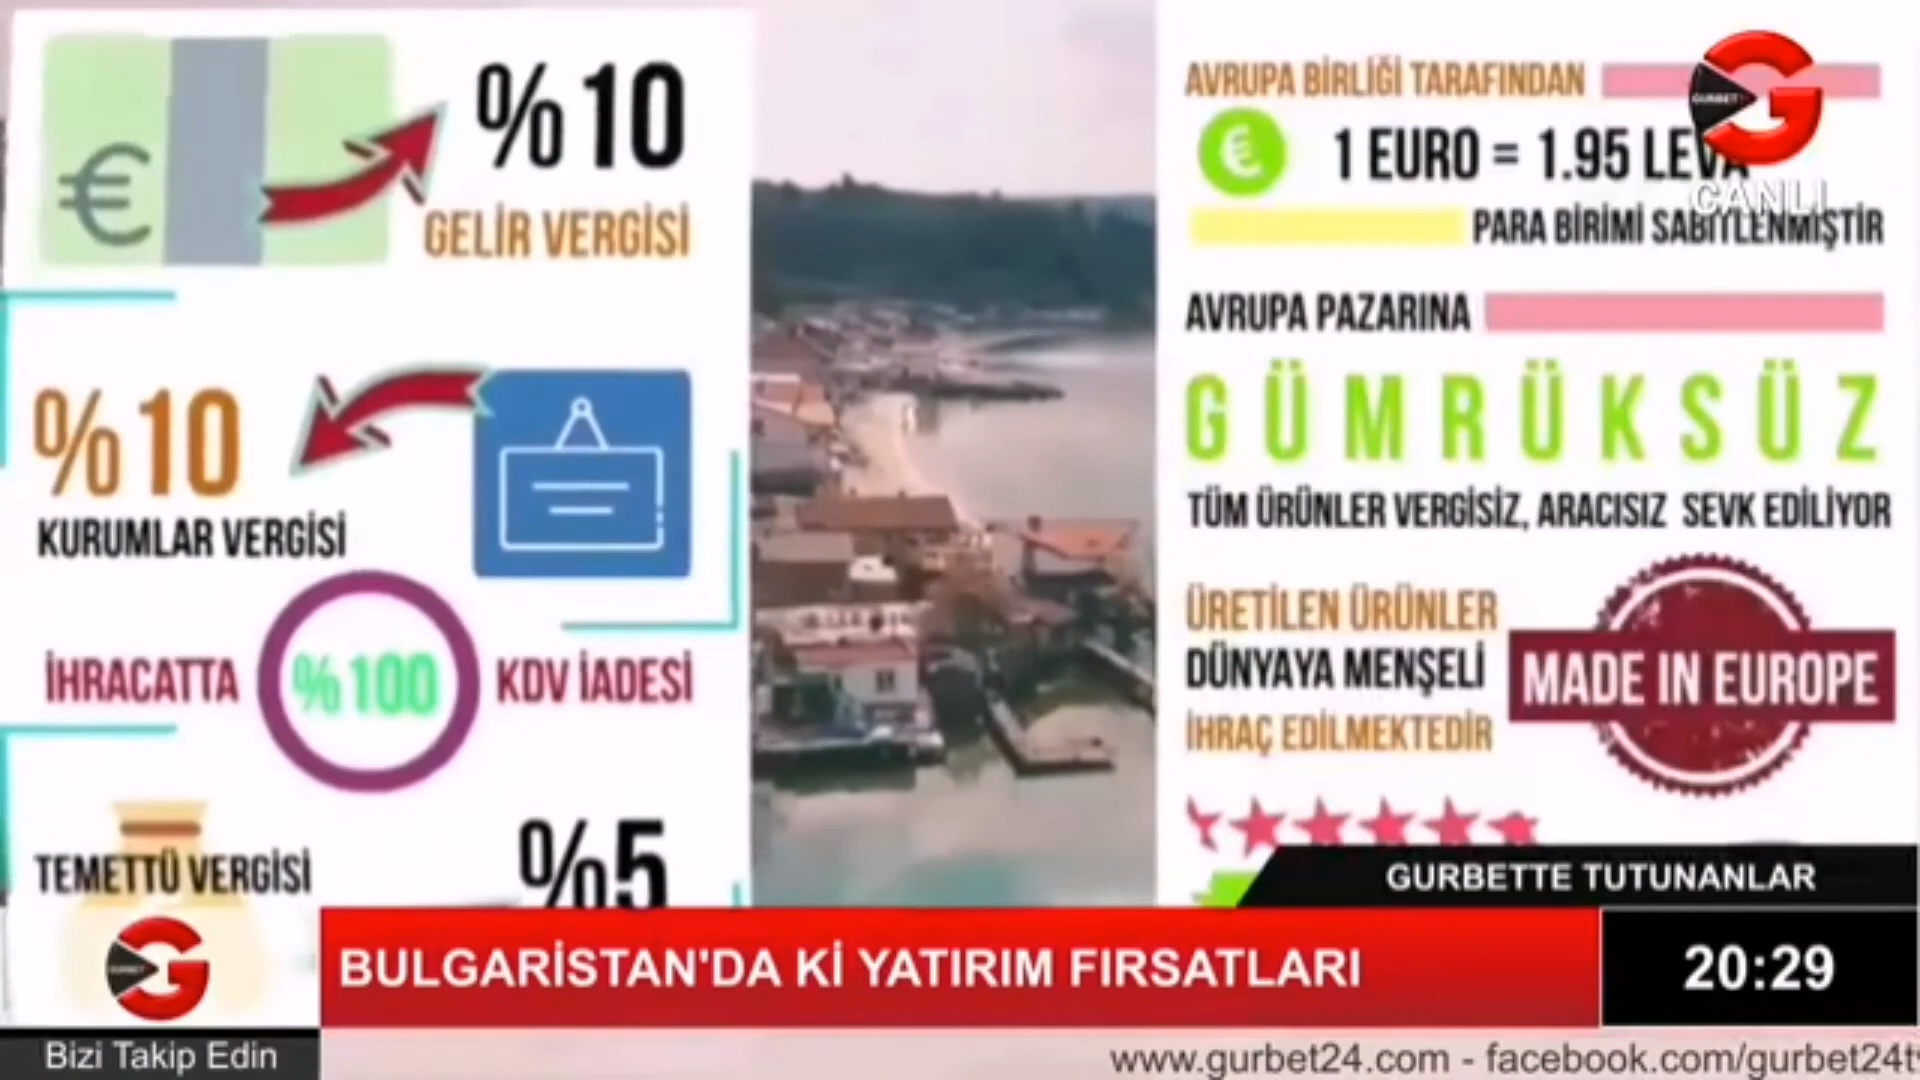 %10
GELİR VERGİSİ
%10
KURUMLAR VERGİSİ
İHRACATTA %100 KDV İADESİ
TEMETTÜ VERGİSİ %5
AVRUPA BİRLİĞİ TARAFINDAN
€ 1 EURO = 1.95 LEVA
PARA BİRİMİ SABİTLENMİŞTİR
AVRUPA PAZARINA
GÜMRÜKSÜZ
TÜM ÜRÜNLER VERGİSİZ, ARACISIZ SEVK EDİLİYOR
ÜRETİLEN ÜRÜNLER
DÜNYAYA MENŞELİ
İHRAÇ EDİLMEKTEDİR
MADE IN EUROPE
GURBET
CANLI
GURBETTE TUTUNANLAR
BULGARİSTAN'DA Kİ YATIRIM FIRSATLARI
20:29
Bizi Takip Edin
www.gurbet24.com - facebook.com/gurbet24t